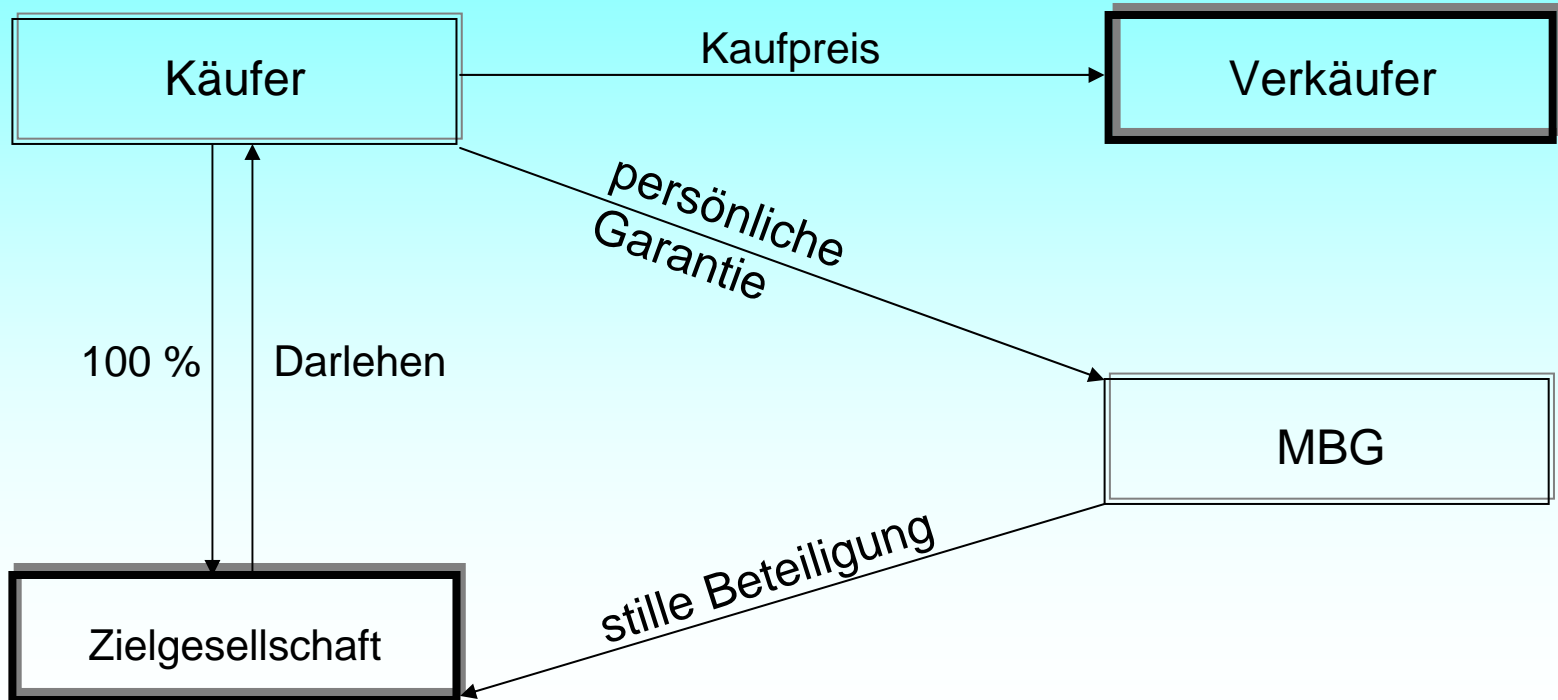 Käufer
Kaufpreis
Verkäufer
persönliche
Garantie
100 %
Darlehen
MBG
stille Beteiligung
Zielgesellschaft